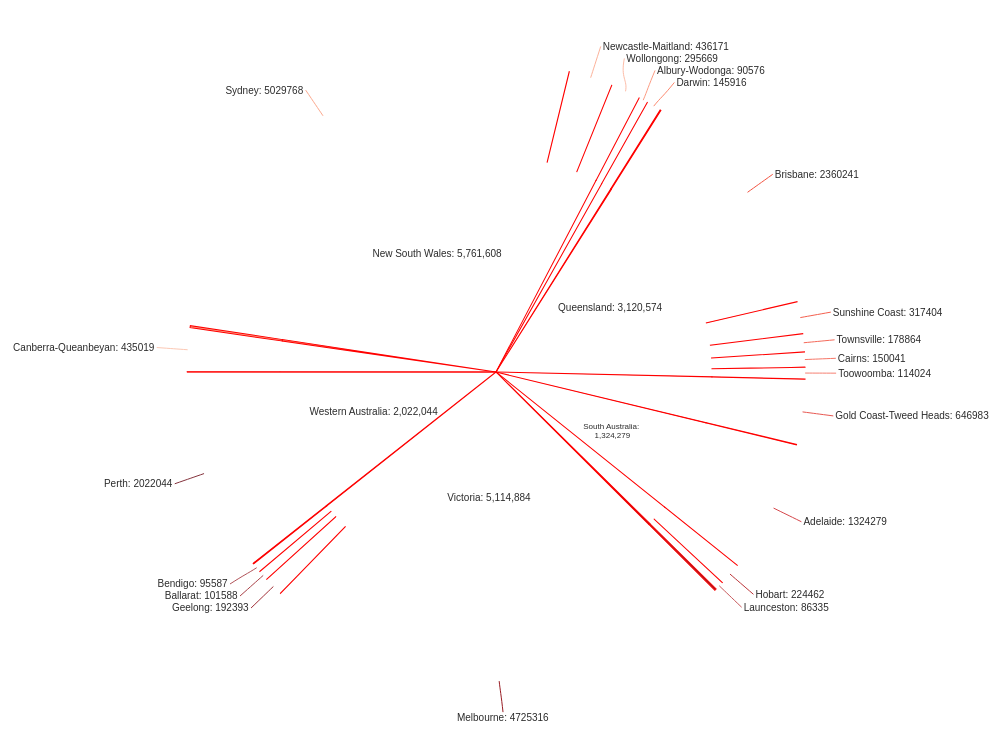 Newcastle-Maitland: 436171
Wollongong: 295669
Albury-Wodonga: 90576
Darwin: 145916
Sydney: 5029768
Brisbane: 2360241
New South Wales: 5,761,608
Queensland: 3,120,574
Sunshine Coast: 317404
Townsville: 178864
Canberra-Queanbeyan: 435019
Cairns: 150041
Toowoomba: 114024
Western Australia: 2,022,044
Gold Coast-Tweed Heads: 646983
South Australia:
1,324,279
Perth: 2022044
Victoria: 5,114,884
Adelaide: 1324279
Bendigo: 95587
Ballarat: 101588
Geelong: 192393
Hobart: 224462
Launceston: 86335
Melbourne: 4725316